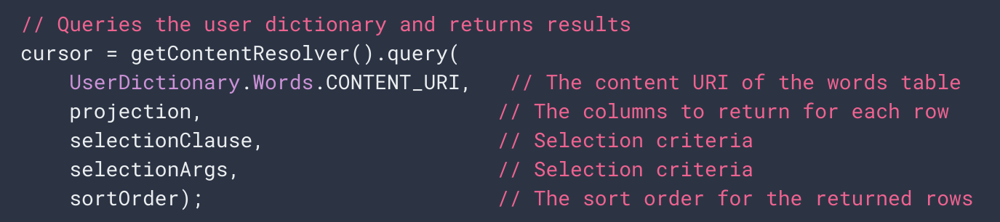 // Queries the user dictionary and returns results
cursor = getContentResolver().query(
    UserDictionary.Words.CONTENT_URI,   // The content URI of the words table
    projection,                        // The columns to return for each row
    selectionClause,                   // Selection criteria
    selectionArgs,                     // Selection criteria
    sortOrder);                        // The sort order for the returned rows